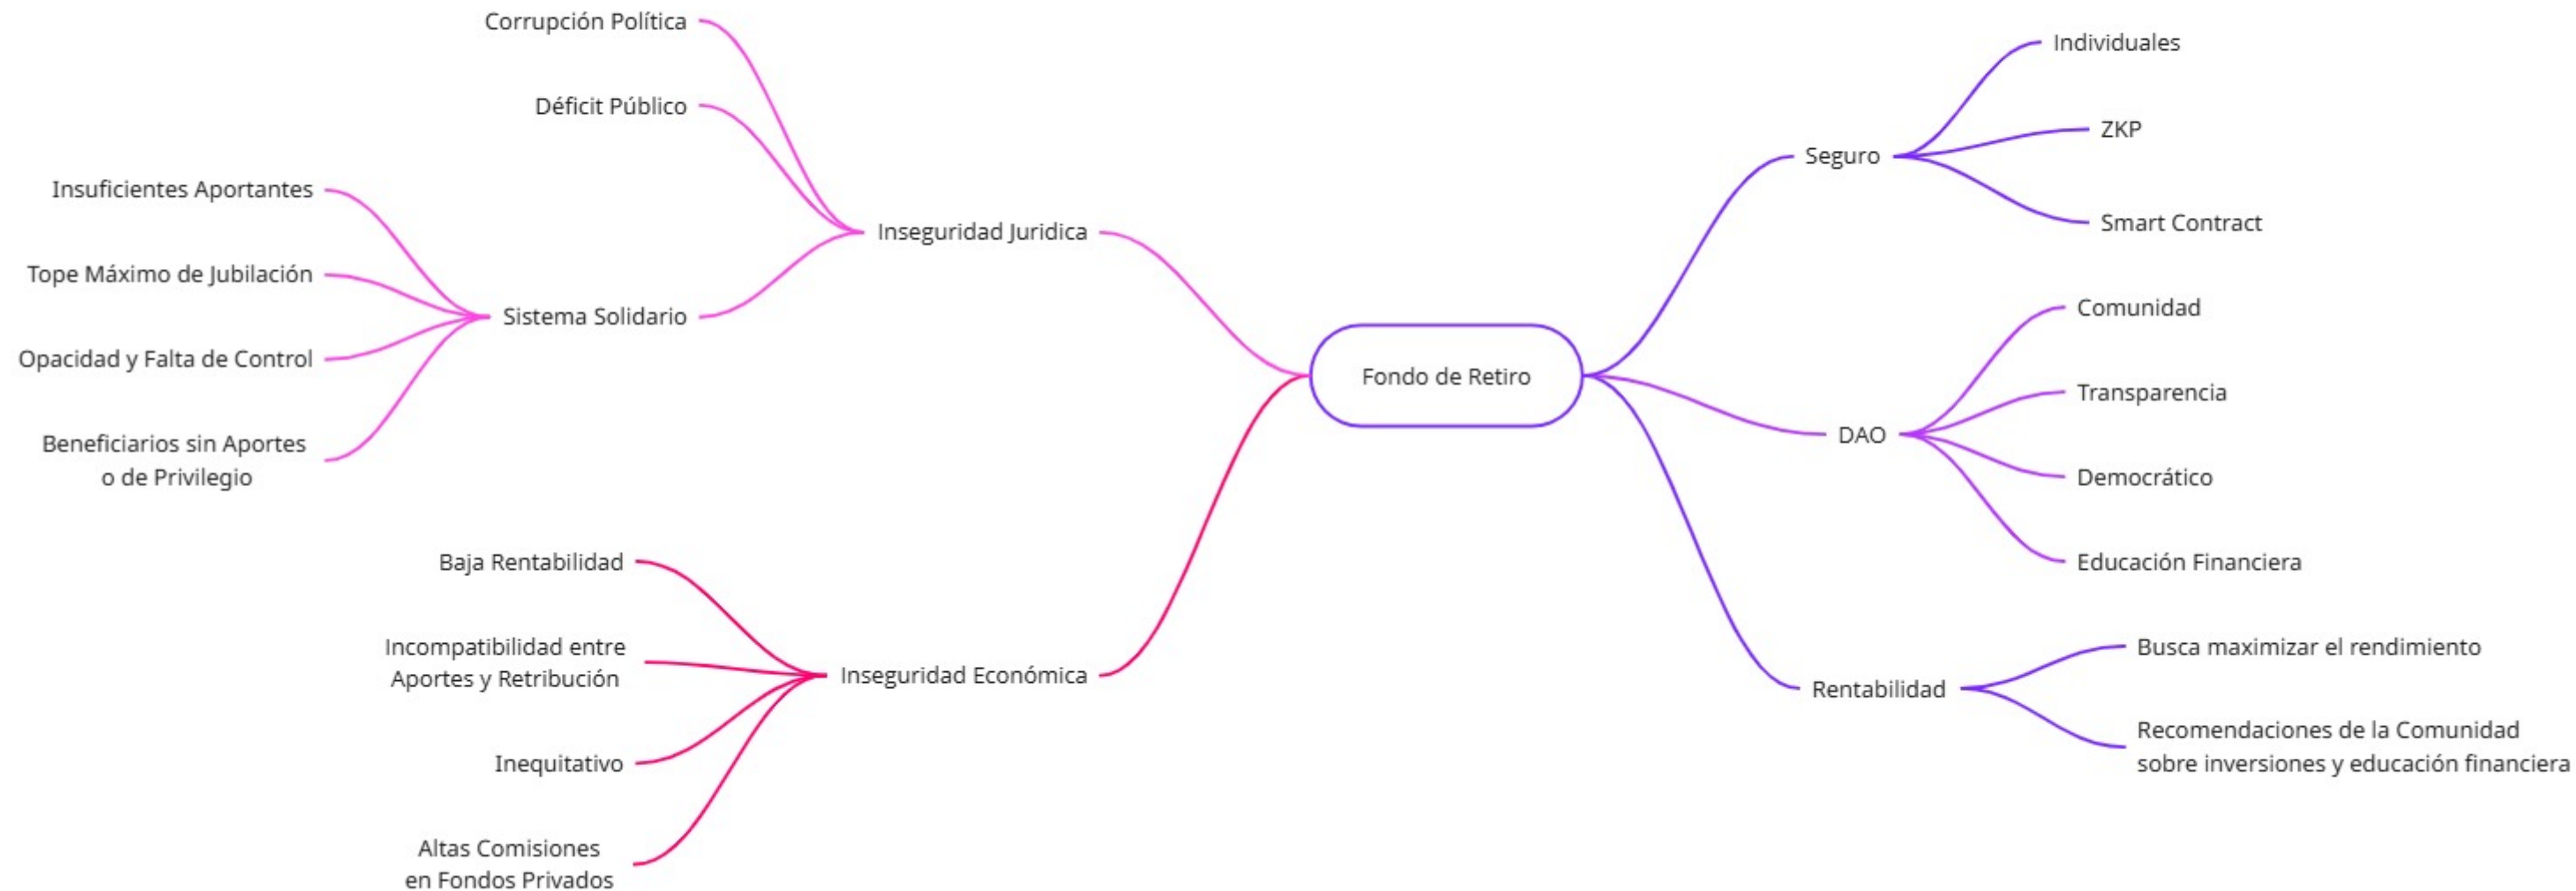 Corrupción Política
Déficit Público
Insuficientes Aportantes
Tope Máximo de Jubilación
Opacidad y Falta de Control
Beneficiarios sin Aportes
o de Privilegio
Sistema Solidario
Inseguridad Juridica
Baja Rentabilidad
Incompatibilidad entre
Aportes y Retribución
Inequitativo
Altas Comisiones
en Fondos Privados
Inseguridad Económica
Fondo de Retiro
Seguro
Individuales
ZKP
Smart Contract
DAO
Comunidad
Transparencia
Democrático
Educación Financiera
Rentabilidad
Busca maximizar el rendimiento
Recomendaciones de la Comunidad
sobre inversiones y educación financiera